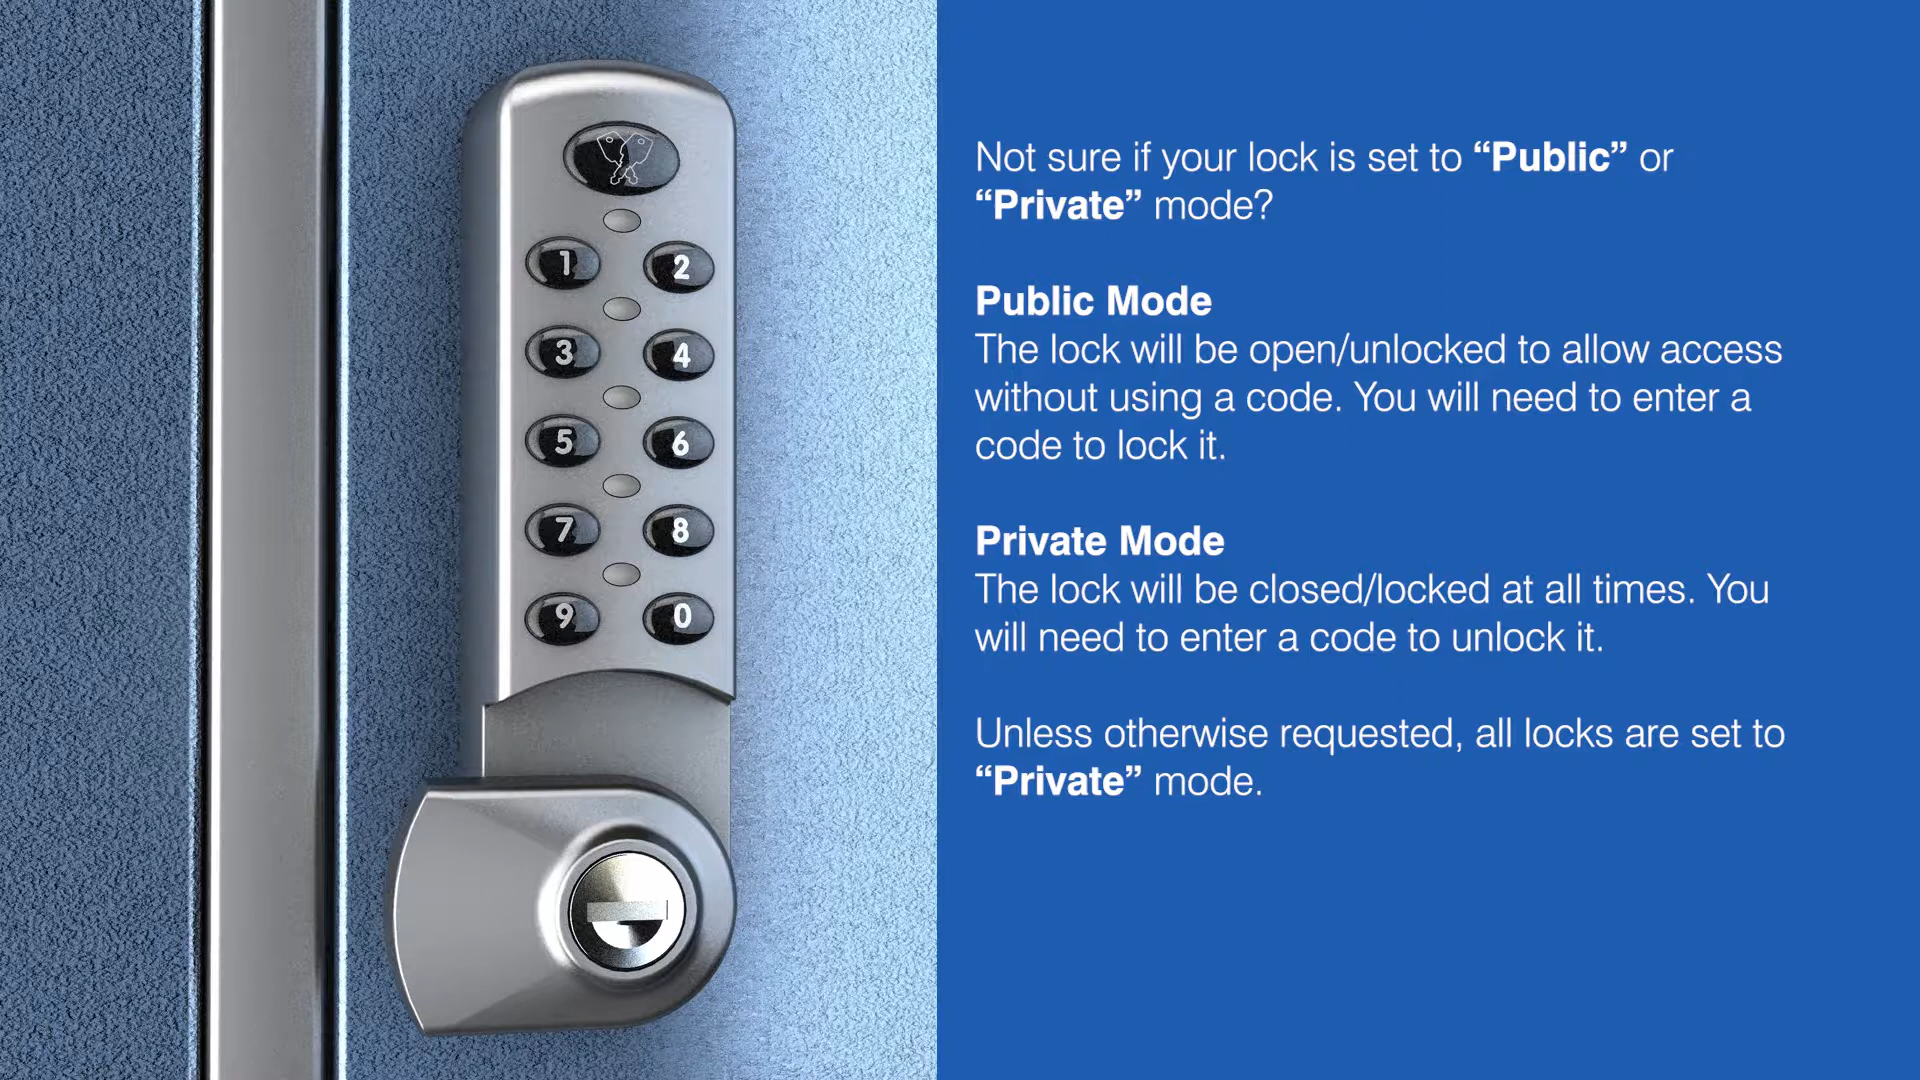 1 2
3 4
5 6
7 8
9 0
Not sure if your lock is set to “Public” or
“Private” mode?
Public Mode
The lock will be open/unlocked to allow access
without using a code. You will need to enter a
code to lock it.
Private Mode
The lock will be closed/locked at all times. You
will need to enter a code to unlock it.
Unless otherwise requested, all locks are set to
“Private” mode.